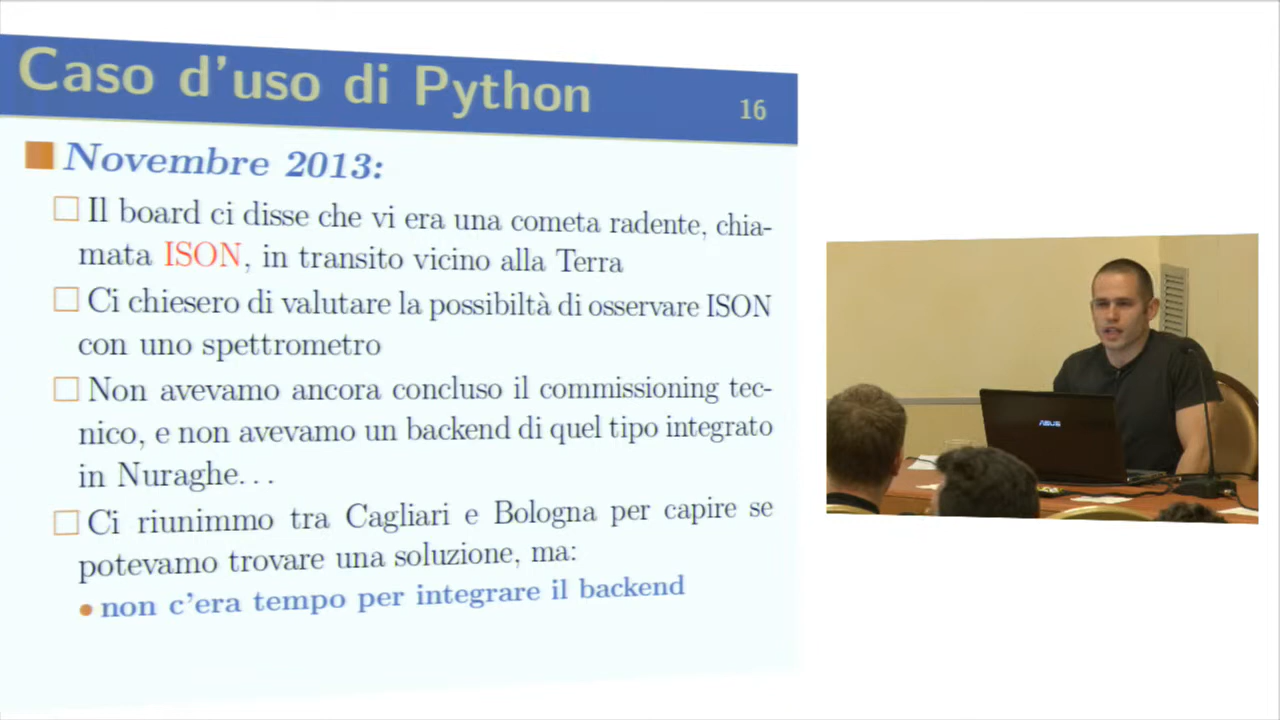 Caso d'uso di Python
16
Novembre 2013:
Il board ci disse che vi era una cometa radente, chia-
mata ISON, in transito vicino alla Terra
Ci chiesero di valutare la possibiltà di osservare ISON
con uno spettrometro
Non avevamo ancora concluso il commissioning tec-
nico, e non avevamo un backend di quel tipo integrato
in Nuraghe...
Ci riunimmo tra Cagliari e Bologna per capire se
potevamo trovare una soluzione, ma:
non c'era tempo per integrare il backend
ASUS